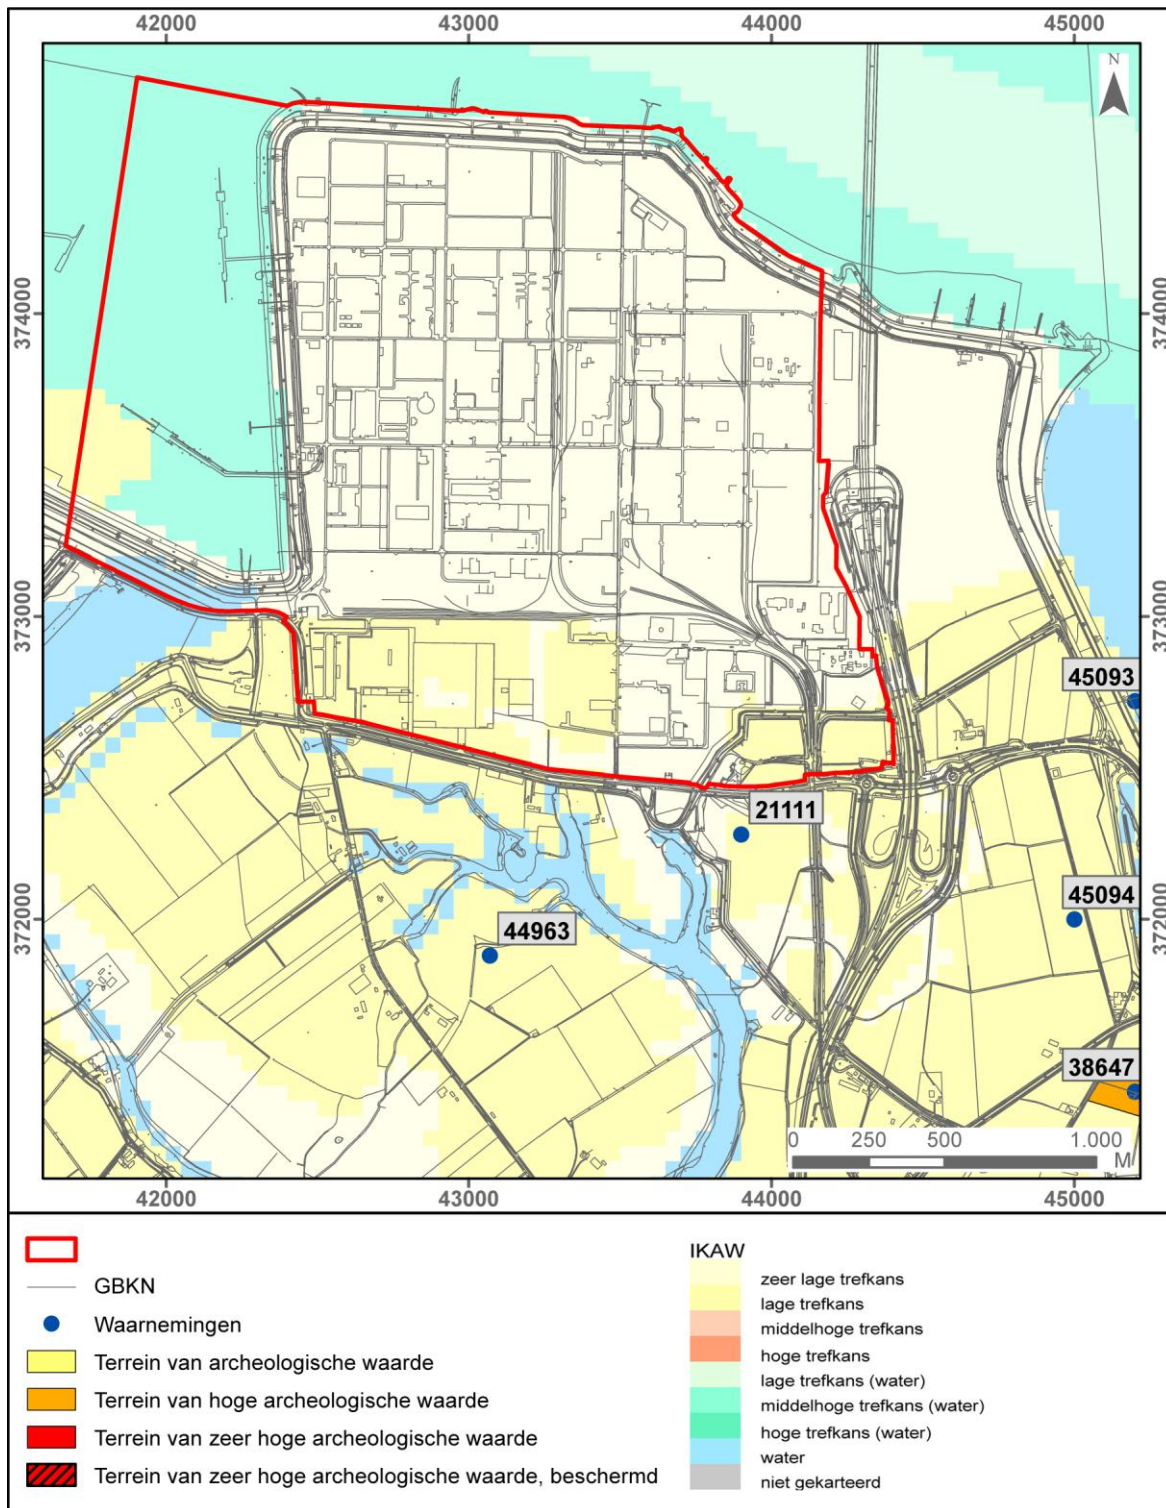 42000 43000 44000 45000
N
374000 374000
373000 373000
45093
21111
45094
372000 372000
44963
38647
0 250 500 1.000
M
42000 43000 44000 45000
GBKN
Waarnemingen
Terrein van archeologische waarde
Terrein van hoge archeologische waarde
Terrein van zeer hoge archeologische waarde
Terrein van zeer hoge archeologische waarde, beschermd
IKAW
zeer lage trefkans
lage trefkans
middelhoge trefkans
hoge trefkans
lage trefkans (water)
middelhoge trefkans (water)
hoge trefkans (water)
water
niet gekarteerd